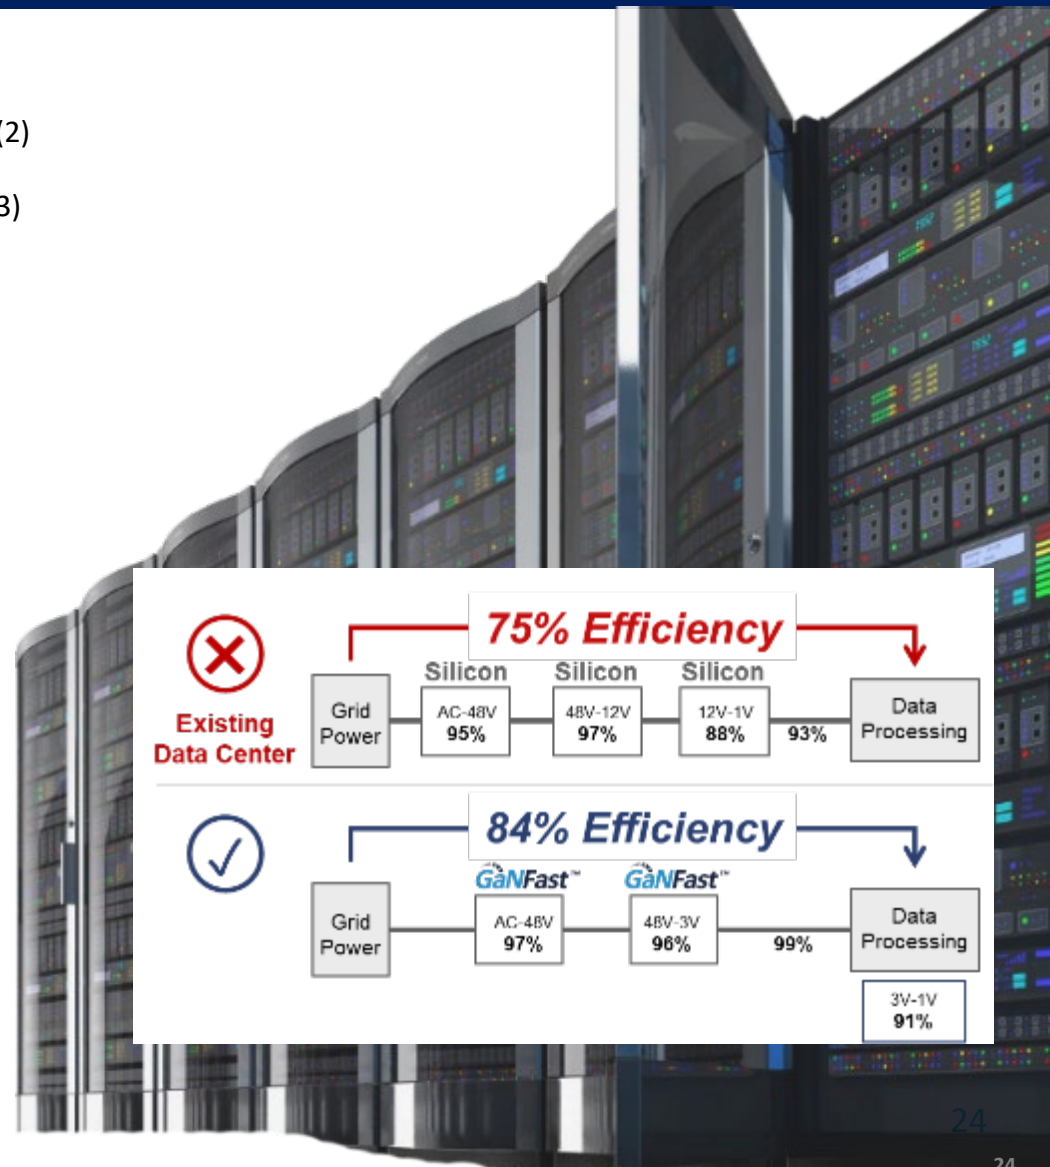 (2)
3)
75% Efficiency
Silicon Silicon Silicon
Existing
Data Center
Grid
Power
AC-48V
95%
48V-12V
97%
12V-1V
88%
93%
Data
Processing
84% Efficiency
GaNFast™ GaNFast™
Grid
Power
AC-48V
97%
48V-3V
96%
99%
Data
Processing
3V-1V
91%
24
24